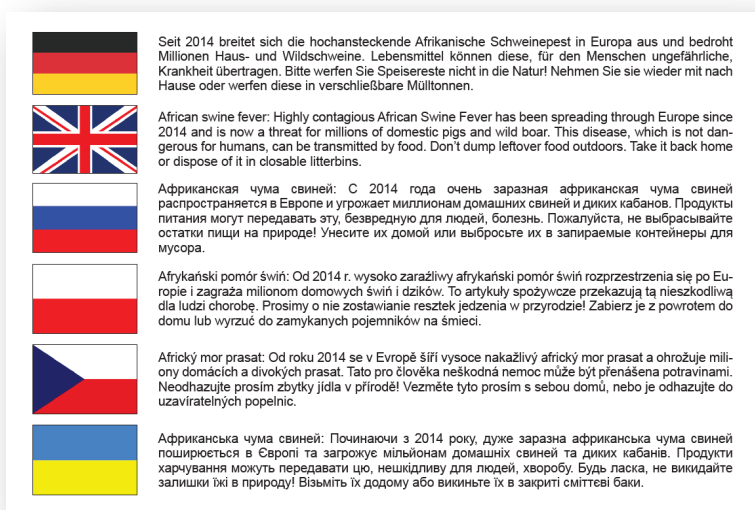 Seit 2014 breitet sich die hochansteckende Afrikanische Schweinepest in Europa aus und bedroht
Millionen Haus- und Wildschweine. Lebensmittel können diese, für den Menschen ungefährliche,
Krankheit übertragen. Bitte werfen Sie Speisereste nicht in die Natur! Nehmen Sie sie wieder mit nach
Hause oder werfen diese in verschließbare Mülltonnen.
African swine fever: Highly contagious African Swine Fever has been spreading through Europe since
2014 and is now a threat for millions of domestic pigs and wild boar. This disease, which is not dan-
gerous for humans, can be transmitted by food. Don't dump leftover food outdoors. Take it back home
or dispose of it in closable litterbins.
Африканская чума свиней: С 2014 года очень заразная африканская чума свиней
распространяется в Европе и угрожает миллионам домашних свиней и диких кабанов. Продукты
питания могут передавать эту, безвредную для людей, болезнь. Пожалуйста, не выбрасывайте
остатки пищи на природе! Унесите их домой или выбросьте их в запираемые контейнеры для
мусора.
Afrykański pomór świń: Od 2014 r. wysoko zaraźliwy afrykański pomór świń rozprzestrzenia się po Eu-
ropie i zagraża milionom domowych świń i dzików. To artykuły spożywcze przekazują tą nieszkodliwą
dla ludzi chorobę. Prosimy o nie zostawianie resztek jedzenia w przyrodzie! Zabierz je z powrotem do
domu lub wyrzuć do zamykanych pojemników na śmieci.
Africký mor prasat: Od roku 2014 se v Evropě šíří vysoce nakažlivý africký mor prasat a ohrožuje mili-
ony domácích a divokých prasat. Tato pro člověka neškodná nemoc může být přenášena potravinami.
Neodhazujte prosím zbytky jídla v přírodě! Vezměte tyto prosím s sebou domů, nebo je odhazujte do
uzavíratelných popelnic.
Африканська чума свиней: Починаючи з 2014 року, дуже заразна африканська чума свиней
поширюється в Європі та загрожує мільйонам домашніх свиней та диких кабанів. Продукти
харчування можуть передавати цю, нешкідливу для людей, хворобу. Будь ласка, не викидайте
залишки їжі в природу! Візьміть їх додому або викиньте їх в закриті сміттєві баки.